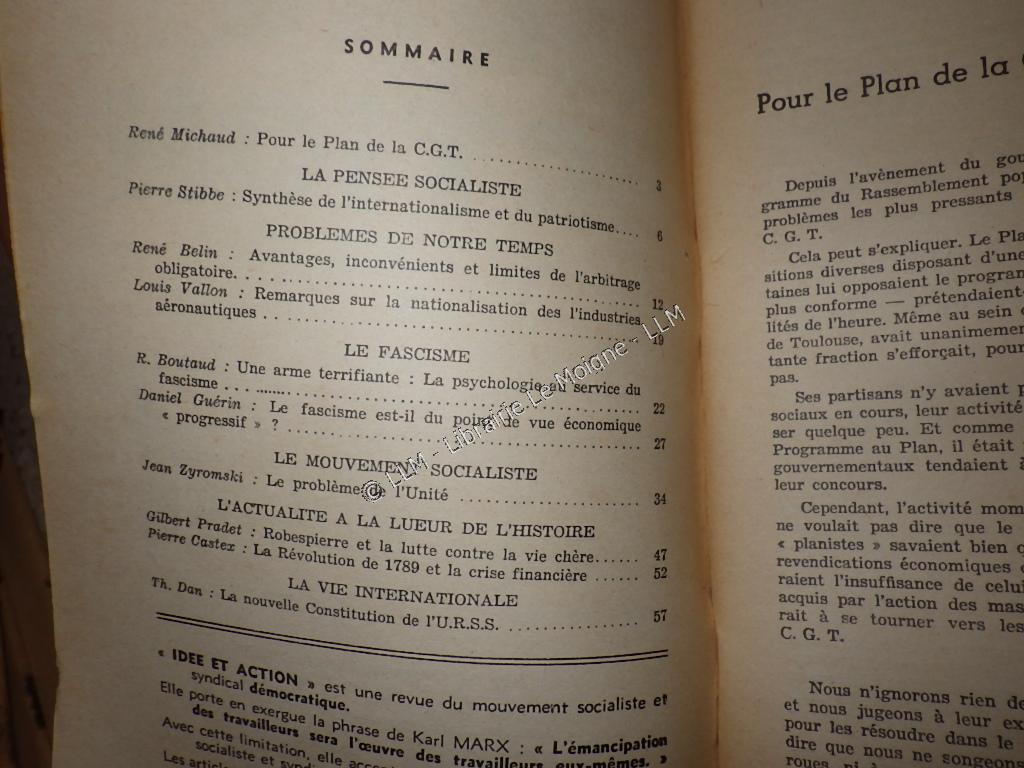 SOMMAIRE
René Michaud : Pour le Plan de la C.G.T. .................... 3
LA PENSEE SOCIALISTE
Pierre Stibbe : Synthèse de l'internationalisme et du patriotisme.... 6
PROBLEMES DE NOTRE TEMPS
René Belin : Avantages, inconvénients et limites de l'arbitrage
obligatoire. .................... 12
Louis Vallon : Remarques sur la nationalisation des l'industries
aéronautiques .................... 19
LE FASCISME
R. Boutaud : Une arme terrifiante : La psychologie au service du
fascisme .................... 22
Daniel Guérin : Le fascisme est-il du point de vue économique
« progressif » ? .................... 27
LE MOUVEMENT SOCIALISTE
Jean Zyromski : Le problème de l'Unité .................... 34
L'ACTUALITE A LA LUEUR DE L'HISTOIRE
Gilbert Pradet : Robespierre et la lutte contre la vie chère...... 47
Pierre Castex : La Révolution de 1789 et la crise financière ...... 52
LA VIE INTERNATIONALE
Th. Dan : La nouvelle Constitution de l'U.R.S.S. .................... 57
« IDEE ET ACTION » est une revue du mouvement socialiste et
syndical démocratique.
Elle porte en exergue la phrase de Karl MARX : « L'émancipation
des travailleurs sera l'œuvre des travailleurs eux-mêmes. »
Avec cette limitation, elle
socialiste et
Les
© LLM - Librairie Le Moigne - LLM
Pour le Plan de la
Depuis l'avènement du
gramme du Rassemblement
problèmes les plus pressants
C. G. T.
Cela peut s'expliquer. Le
sitions diverses disposant d'une
taines lui opposaient le
plus conforme — prétendaient-
lités de l'heure. Même au sein
de Toulouse, avait
tante fraction s'efforçait,
pas.
Ses partisans n'y avaient
sociaux en cours, leur activité
ser quelque peu. Et comme
Programme au Plan, il était
gouvernementaux tendaient à
leur concours.
Cependant, l'activité
ne voulait pas dire que le
« planistes » savaient bien
revendications économiques
raient l'insuffisance de
acquis par l'action des
rait à se tourner vers les
C. G. T.
Nous n'ignorons rien
et nous jugeons à leur
pour les résoudre dans le
dire que nous ne